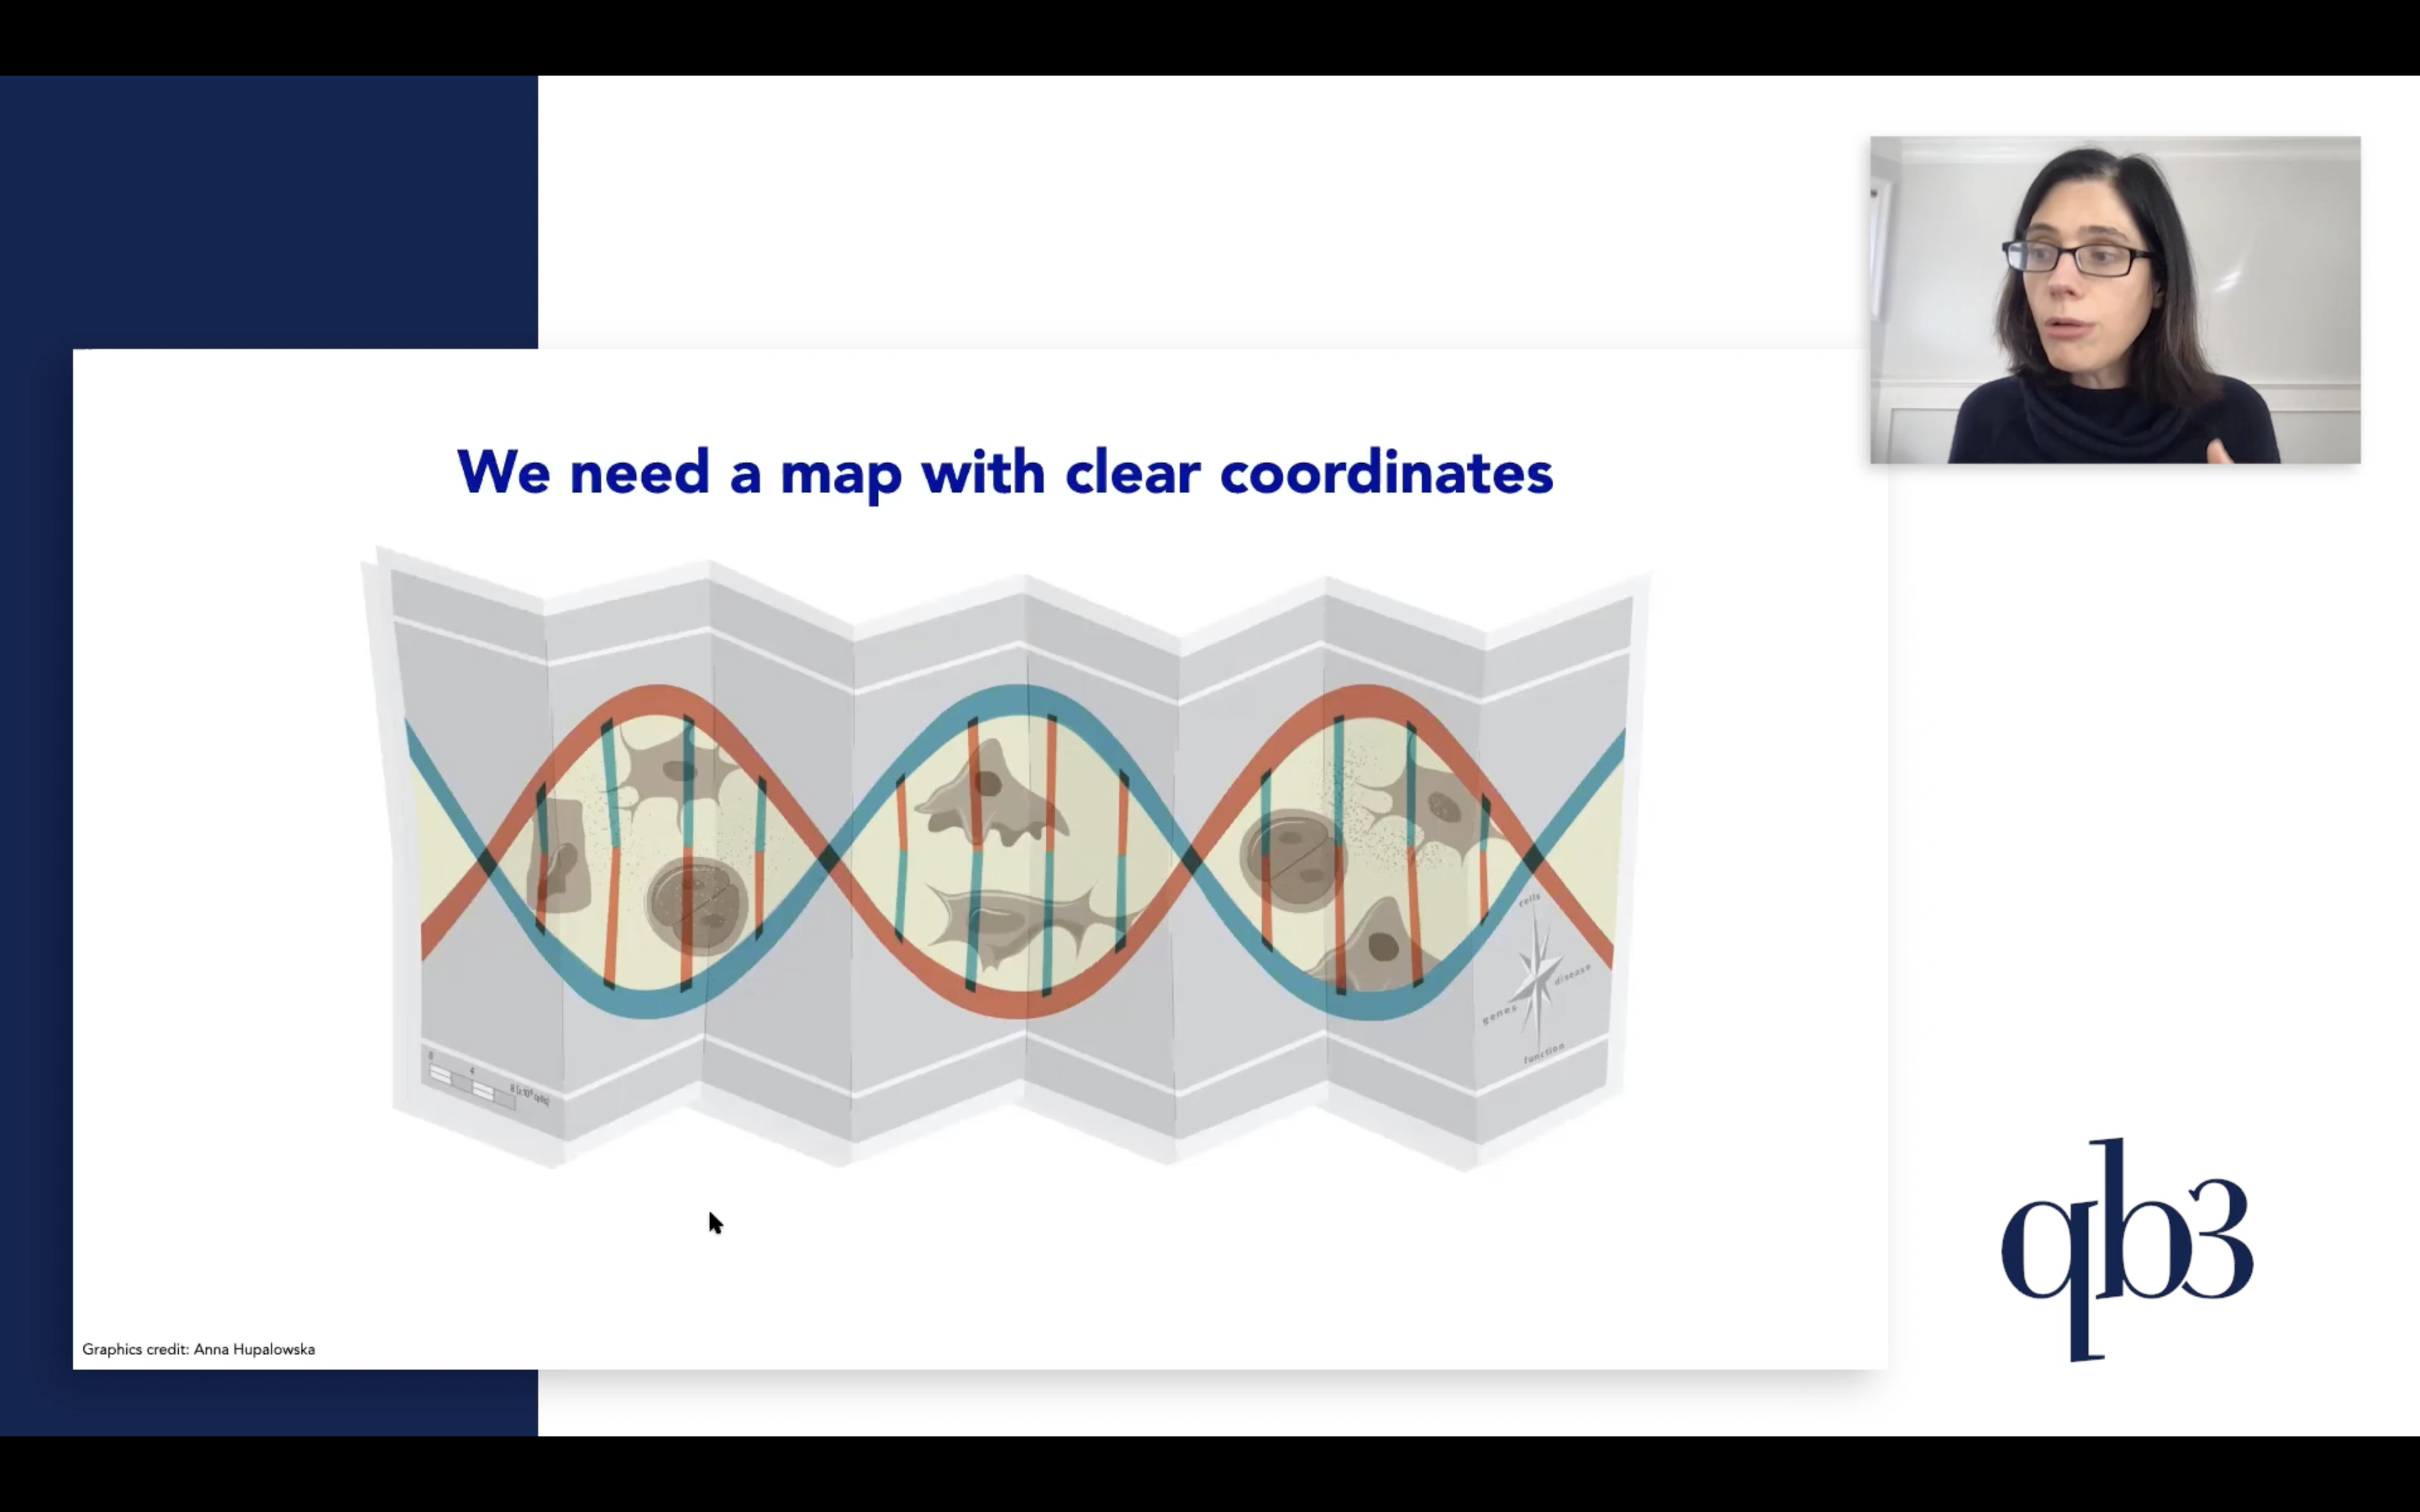 We need a map with clear coordinates
cells
disease
genes
function
0
4
8 (x10⁶ cells)
Graphics credit: Anna Hupalowska
qb3